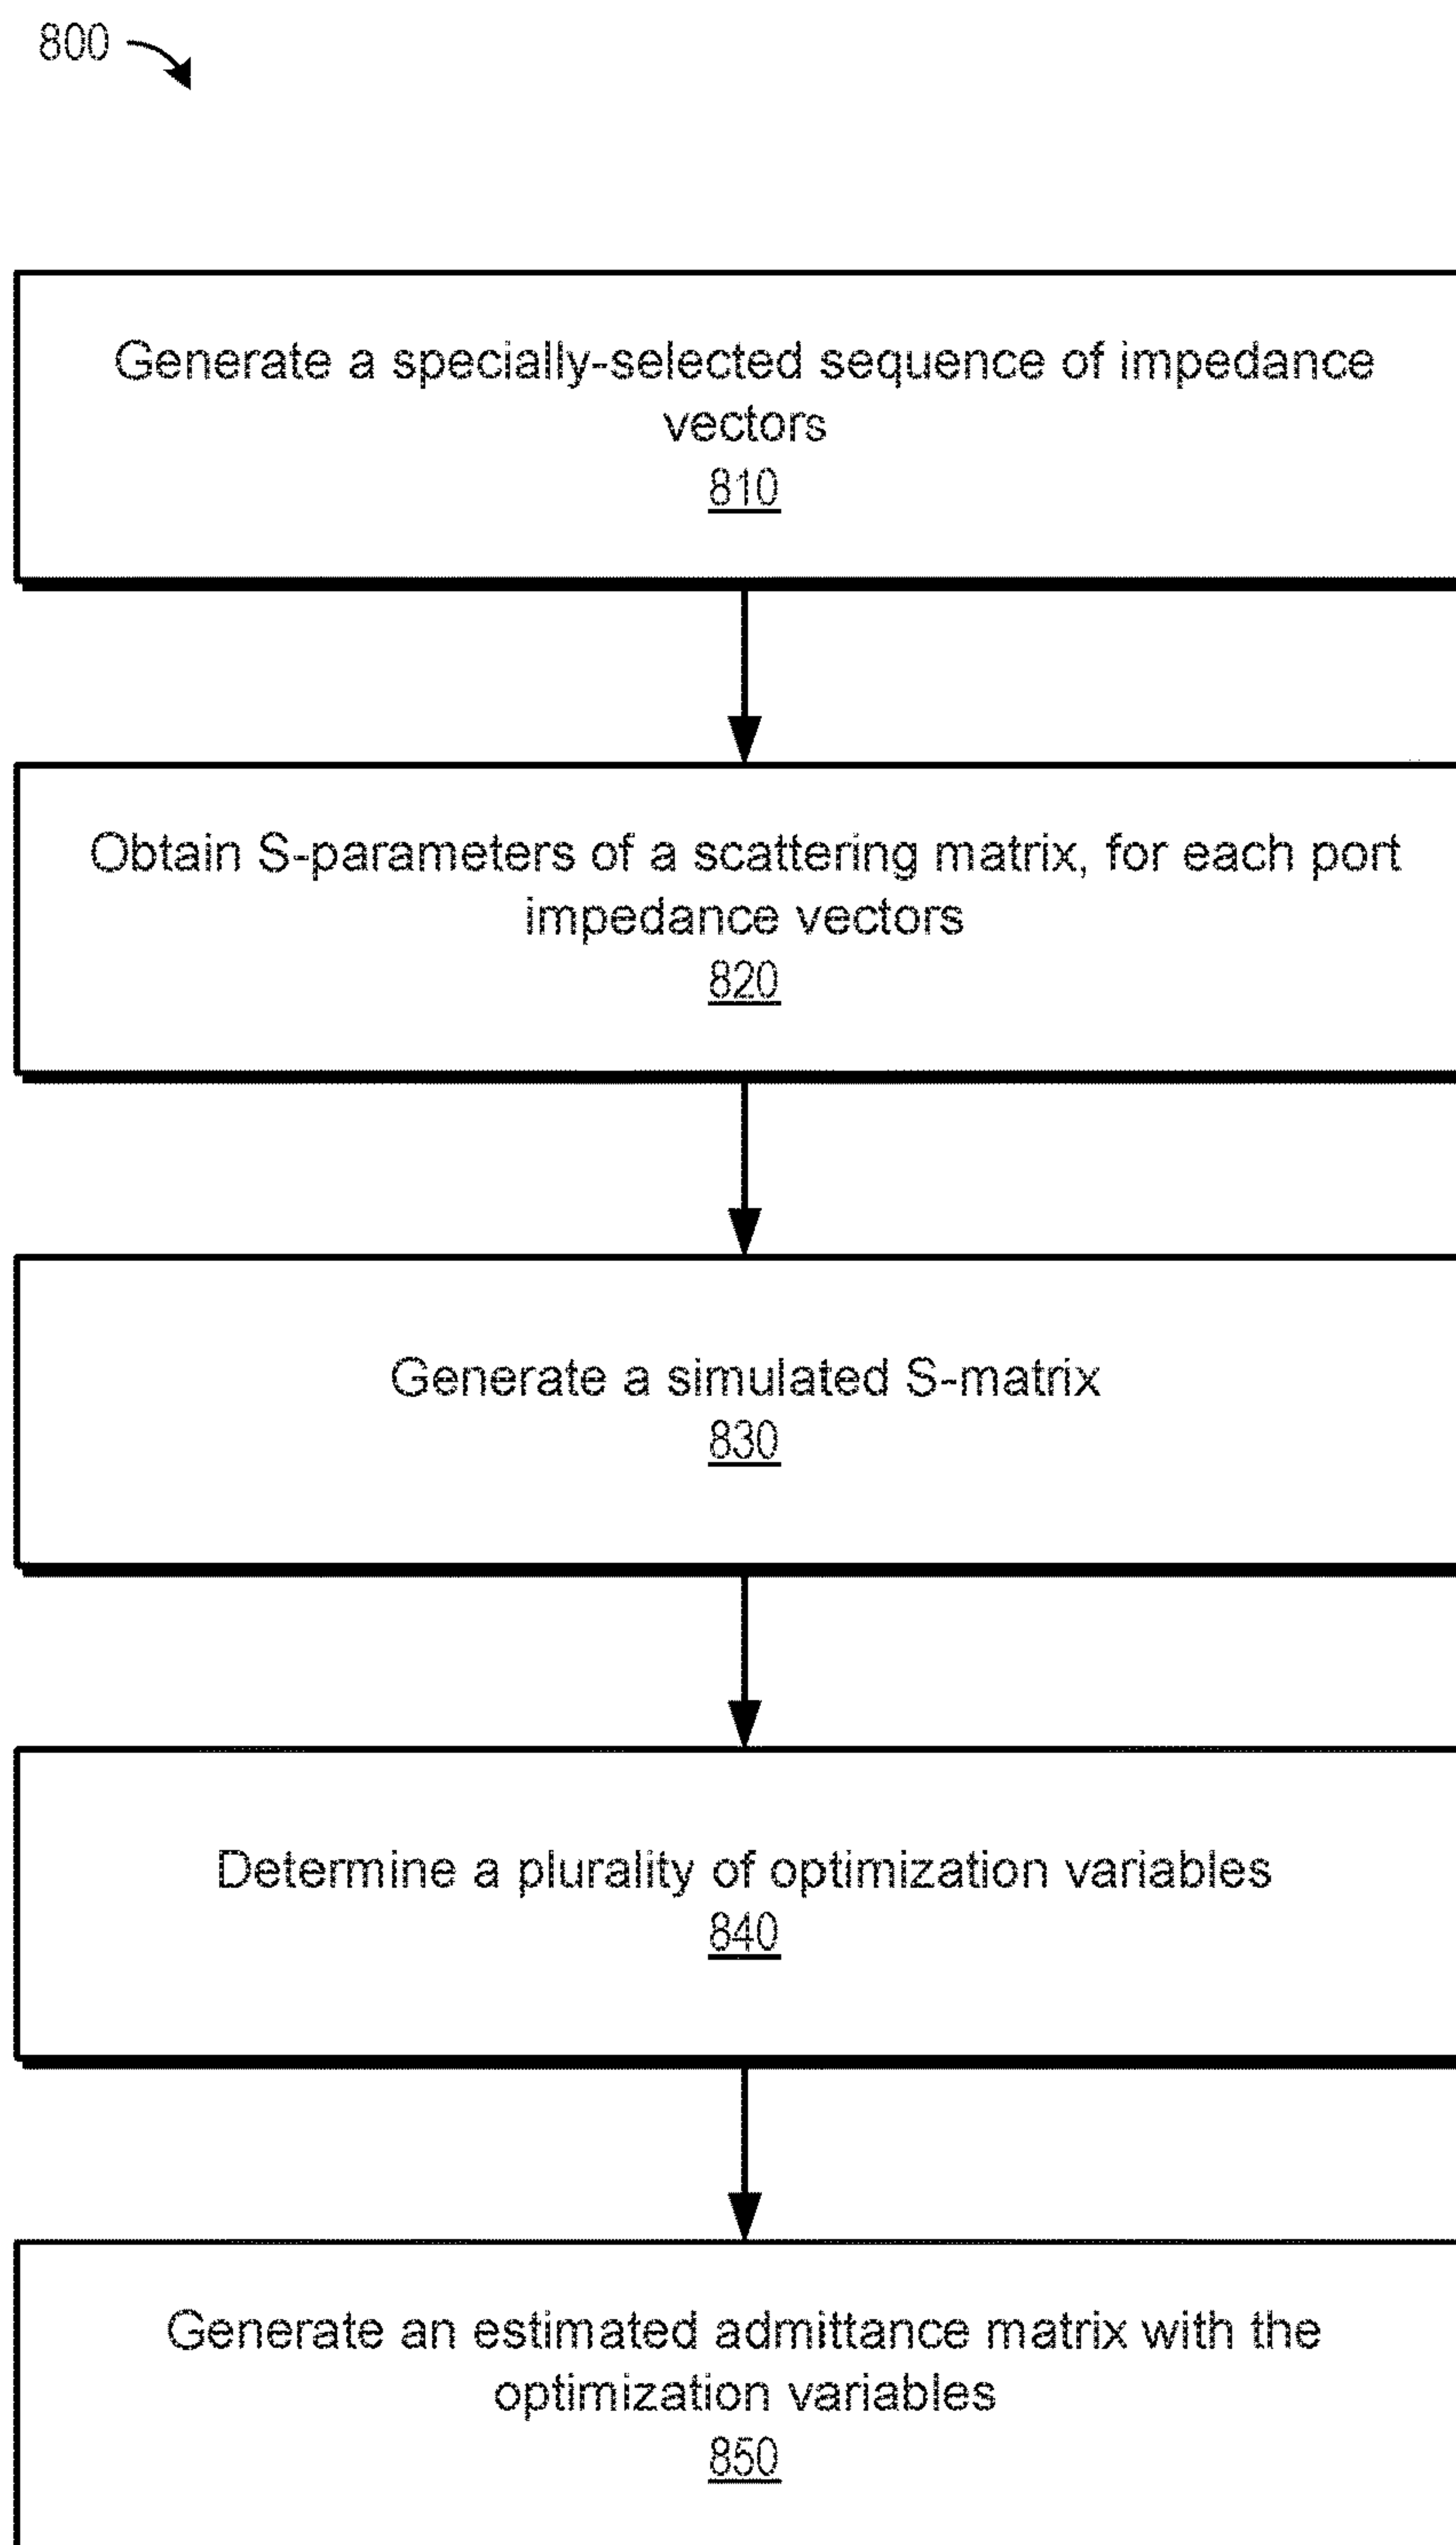 800
Generate a specially-selected sequence of impedance
vectors
810
Obtain S-parameters of a scattering matrix, for each port
impedance vectors
820
Generate a simulated S-matrix
830
Determine a plurality of optimization variables
840
Generate an estimated admittance matrix with the
optimization variables
850